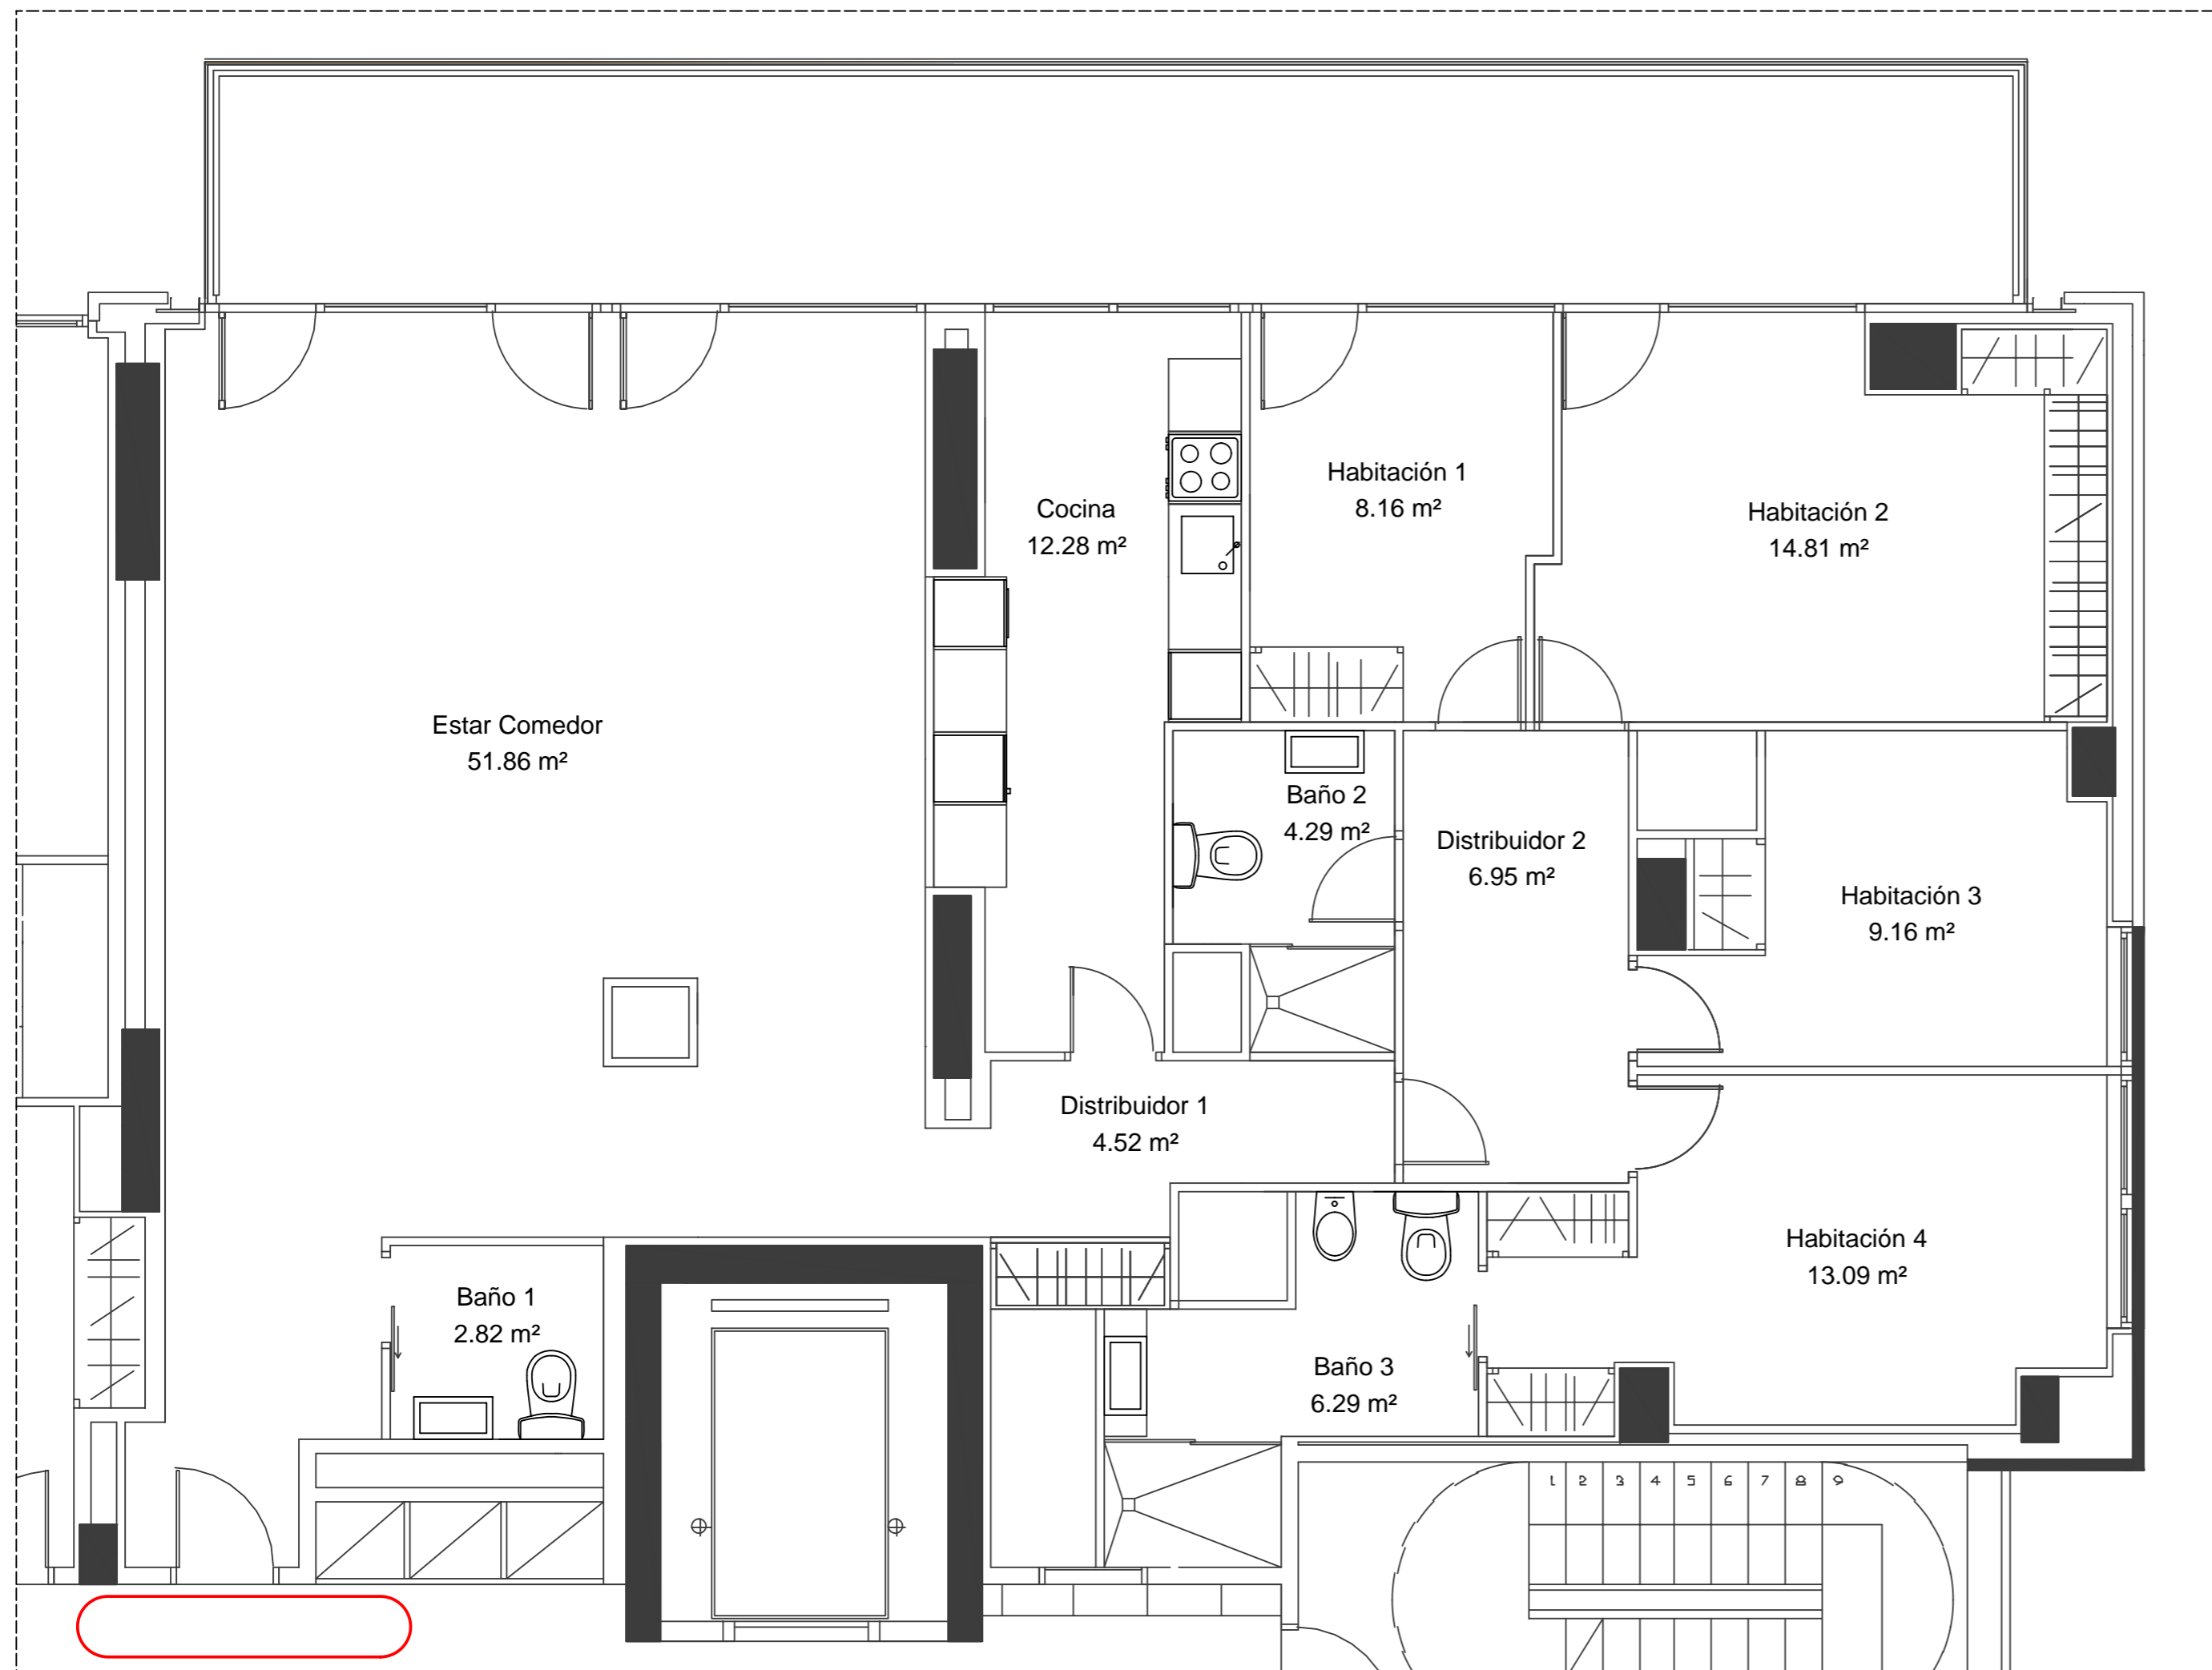 Habitación 1
8.16 m²
Cocina
12.28 m²
Habitación 2
14.81 m²
Estar Comedor
51.86 m²
Baño 2
4.29 m²
Distribuidor 2
6.95 m²
Habitación 3
9.16 m²
Distribuidor 1
4.52 m²
Habitación 4
13.09 m²
Baño 1
2.82 m²
Baño 3
6.29 m²
1 2 3 4 5 6 7 8 9